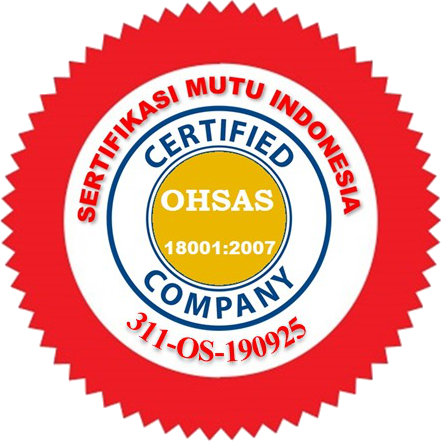 SERTIFIKASI MUTU INDONESIA
CERTIFIED
OHSAS
18001:2007
COMPANY
311-OS-190925